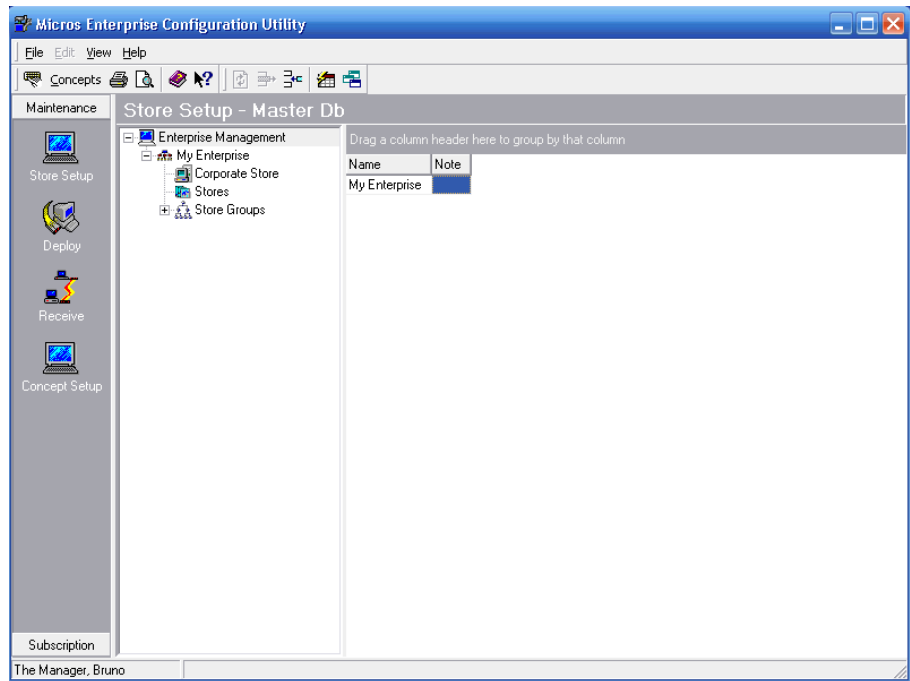 Micros Enterprise Configuration Utility
File Edit View Help
Concepts
Maintenance
Store Setup - Master Db
Store Setup
Deploy
Receive
Concept Setup
Subscription
Enterprise Management
My Enterprise
Corporate Store
Stores
Store Groups
Drag a column header here to group by that column
Name Note
My Enterprise
The Manager, Bruno